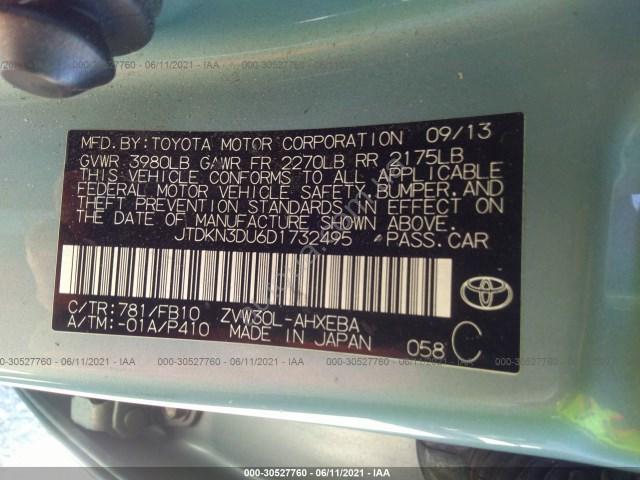 000-30527760 - 06/11/2021 - IAA
MFD.BY: TOYOTA MOTOR CORPORATION 09/13
GVWR 3980LB GAWR FR 2270LB RR 2175LB
THIS VEHICLE CONFORMS TO ALL APPLICABLE
FEDERAL MOTOR VEHICLE SAFETY, BUMPER, AND
THEFT PREVENTION STANDARDS IN EFFECT ON
THE DATE OF MANUFACTURE SHOWN ABOVE.
JTDKN3DU6D1732495 PASS.CAR
C/TR: 781/FB10 ZVW30L-AHXEBA
A/TM: -01A/P410 MADE IN JAPAN 058 C
000-30527760 - 06/11/2021 - IAA
000-30527760 - 06/11/2021 - IAA